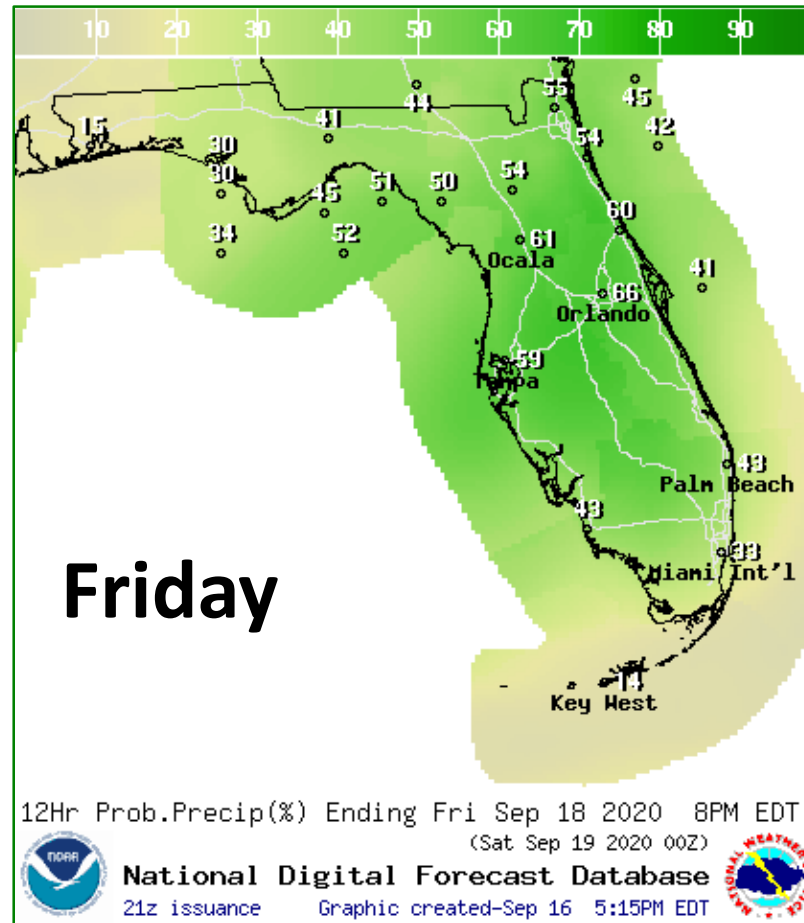 10 20 30 40 50 60 70 80 90
45
44
55
42
15
41
54
30
54
30
45
51
50
60
34
52
61
Ocala
41
66
Orlando
59
Tampa
43
Palm Beach
43
33
Miami Int'l
Friday
14
Key West
12Hr Prob.Precip(%) Ending Fri Sep 18 2020 8PM EDT
(Sat Sep 19 2020 00Z)
noaa
National Digital Forecast Database
21z issuance Graphic created-Sep 16 5:15PM EDT